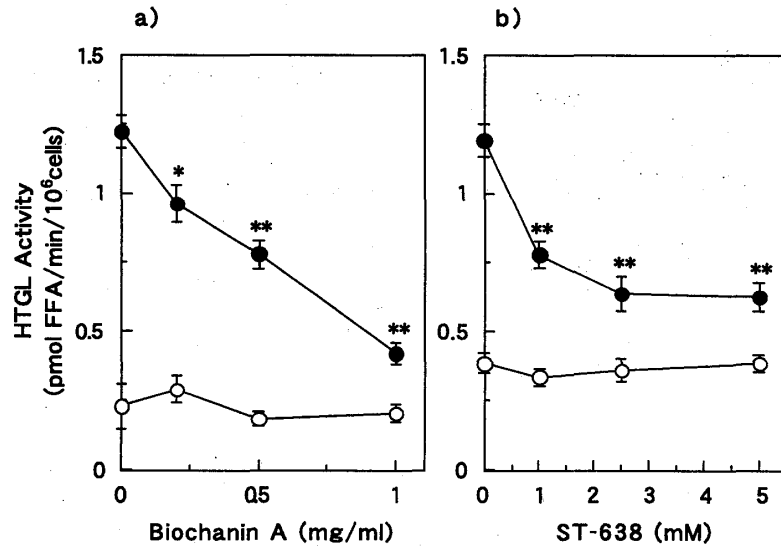 a)
b)
HTGL Activity
(pmol FFA/min/10⁶cells)
1.5
1
0.5
0
*
**
**
0 0.5 1
Biochanin A (mg/ml)
1.5
1
0.5
0
**
**
**
0 1 2 3 4 5
ST-638 (mM)